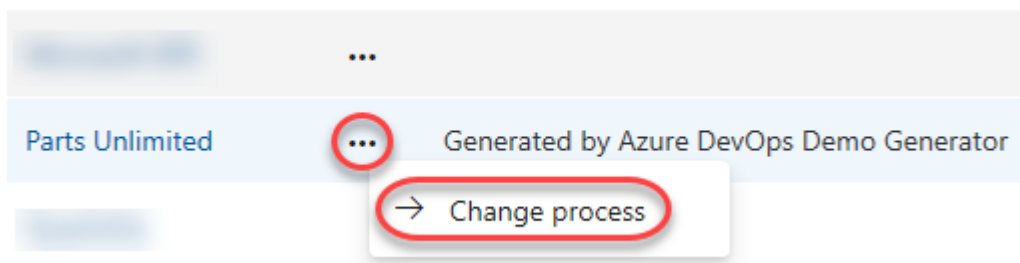 ...
Parts Unlimited ... Generated by Azure DevOps Demo Generator
→ Change process